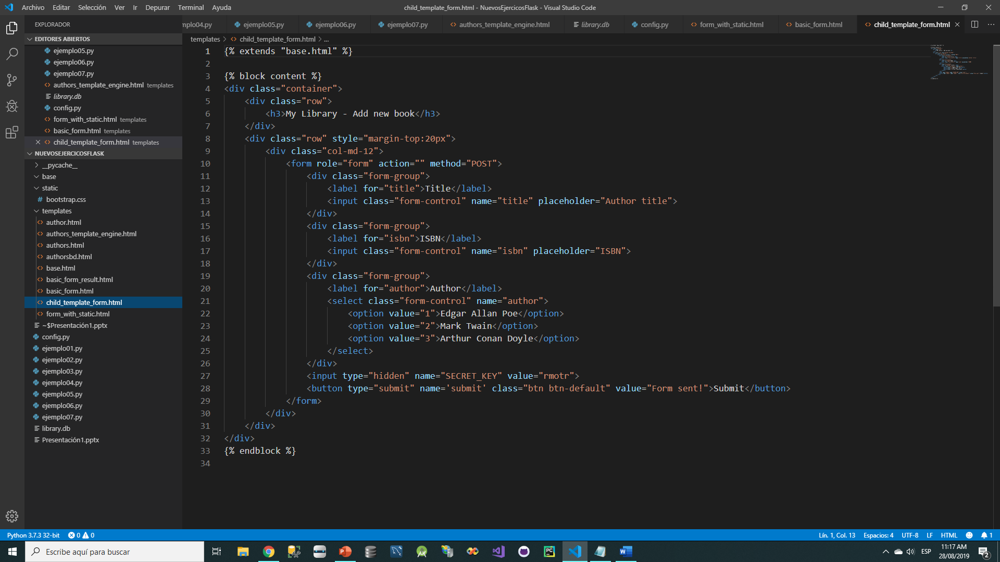 Archivo Editar Selección Ver Ir Depurar Terminal Ayuda
child_template_form.html - NuevosEjercicosFlask - Visual Studio Code
EXPLORADOR
mplo04.py ejemplo05.py ejemplo06.py ejemplo07.py authors_template_engine.html library.db config.py form_with_static.html basic_form.html child_template_form.html
EDITORES ABIERTOS
ejemplo05.py
ejemplo06.py
ejemplo07.py
authors_template_engine.html templates
library.db
config.py
form_with_static.html templates
basic_form.html templates
child_template_form.html templates
NUEVOSEJERCICOSFLASK
__pycache__
base
static
bootstrap.css
templates
author.html
authors_template_engine.html
authors.html
authorsbd.html
base.html
basic_form_result.html
basic_form.html
child_template_form.html
form_with_static.html
~$Presentación1.pptx
config.py
ejemplo01.py
ejemplo02.py
ejemplo03.py
ejemplo04.py
ejemplo05.py
ejemplo06.py
ejemplo07.py
library.db
Presentación1.pptx
templates > child_template_form.html > ...
1 {% extends "base.html" %}
2
3 {% block content %}
4 <div class="container">
5 <div class="row">
6 <h3>My Library - Add new book</h3>
7 </div>
8 <div class="row" style="margin-top:20px">
9 <div class="col-md-12">
10 <form role="form" action="" method="POST">
11 <div class="form-group">
12 <label for="title">Title</label>
13 <input class="form-control" name="title" placeholder="Author title">
14 </div>
15 <div class="form-group">
16 <label for="isbn">ISBN</label>
17 <input class="form-control" name="isbn" placeholder="ISBN">
18 </div>
19 <div class="form-group">
20 <label for="author">Author</label>
21 <select class="form-control" name="author">
22 <option value="1">Edgar Allan Poe</option>
23 <option value="2">Mark Twain</option>
24 <option value="3">Arthur Conan Doyle</option>
25 </select>
26 </div>
27 <input type="hidden" name="SECRET_KEY" value="rmotr">
28 <button type="submit" name='submit' class="btn btn-default" value="Form sent!">Submit</button>
29 </form>
30 </div>
31 </div>
32 </div>
33 {% endblock %}
34
Python 3.7.3 32-bit 0 0
Lín. 1, Col. 13 Espacios: 4 UTF-8 LF HTML 1
Escribe aquí para buscar
ESP
11:17 AM
28/08/2019
2